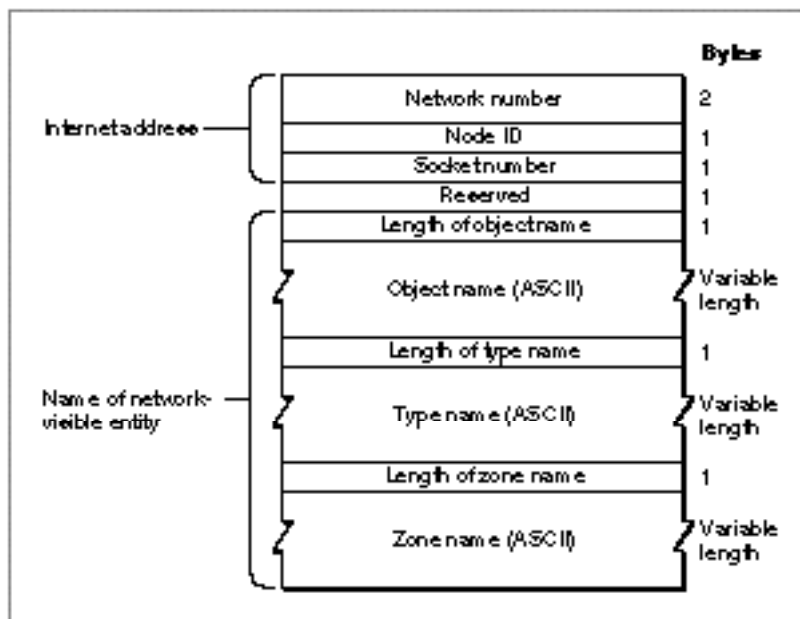 Bytes
Network number 2
Internet address
Node ID 1
Socket number 1
Reserved 1
Length of object name 1
Object name (ASCII) Variable
length
Length of type name 1
Name of network-
visible entity
Type name (ASCII) Variable
length
Length of zone name 1
Zone name (ASCII) Variable
length